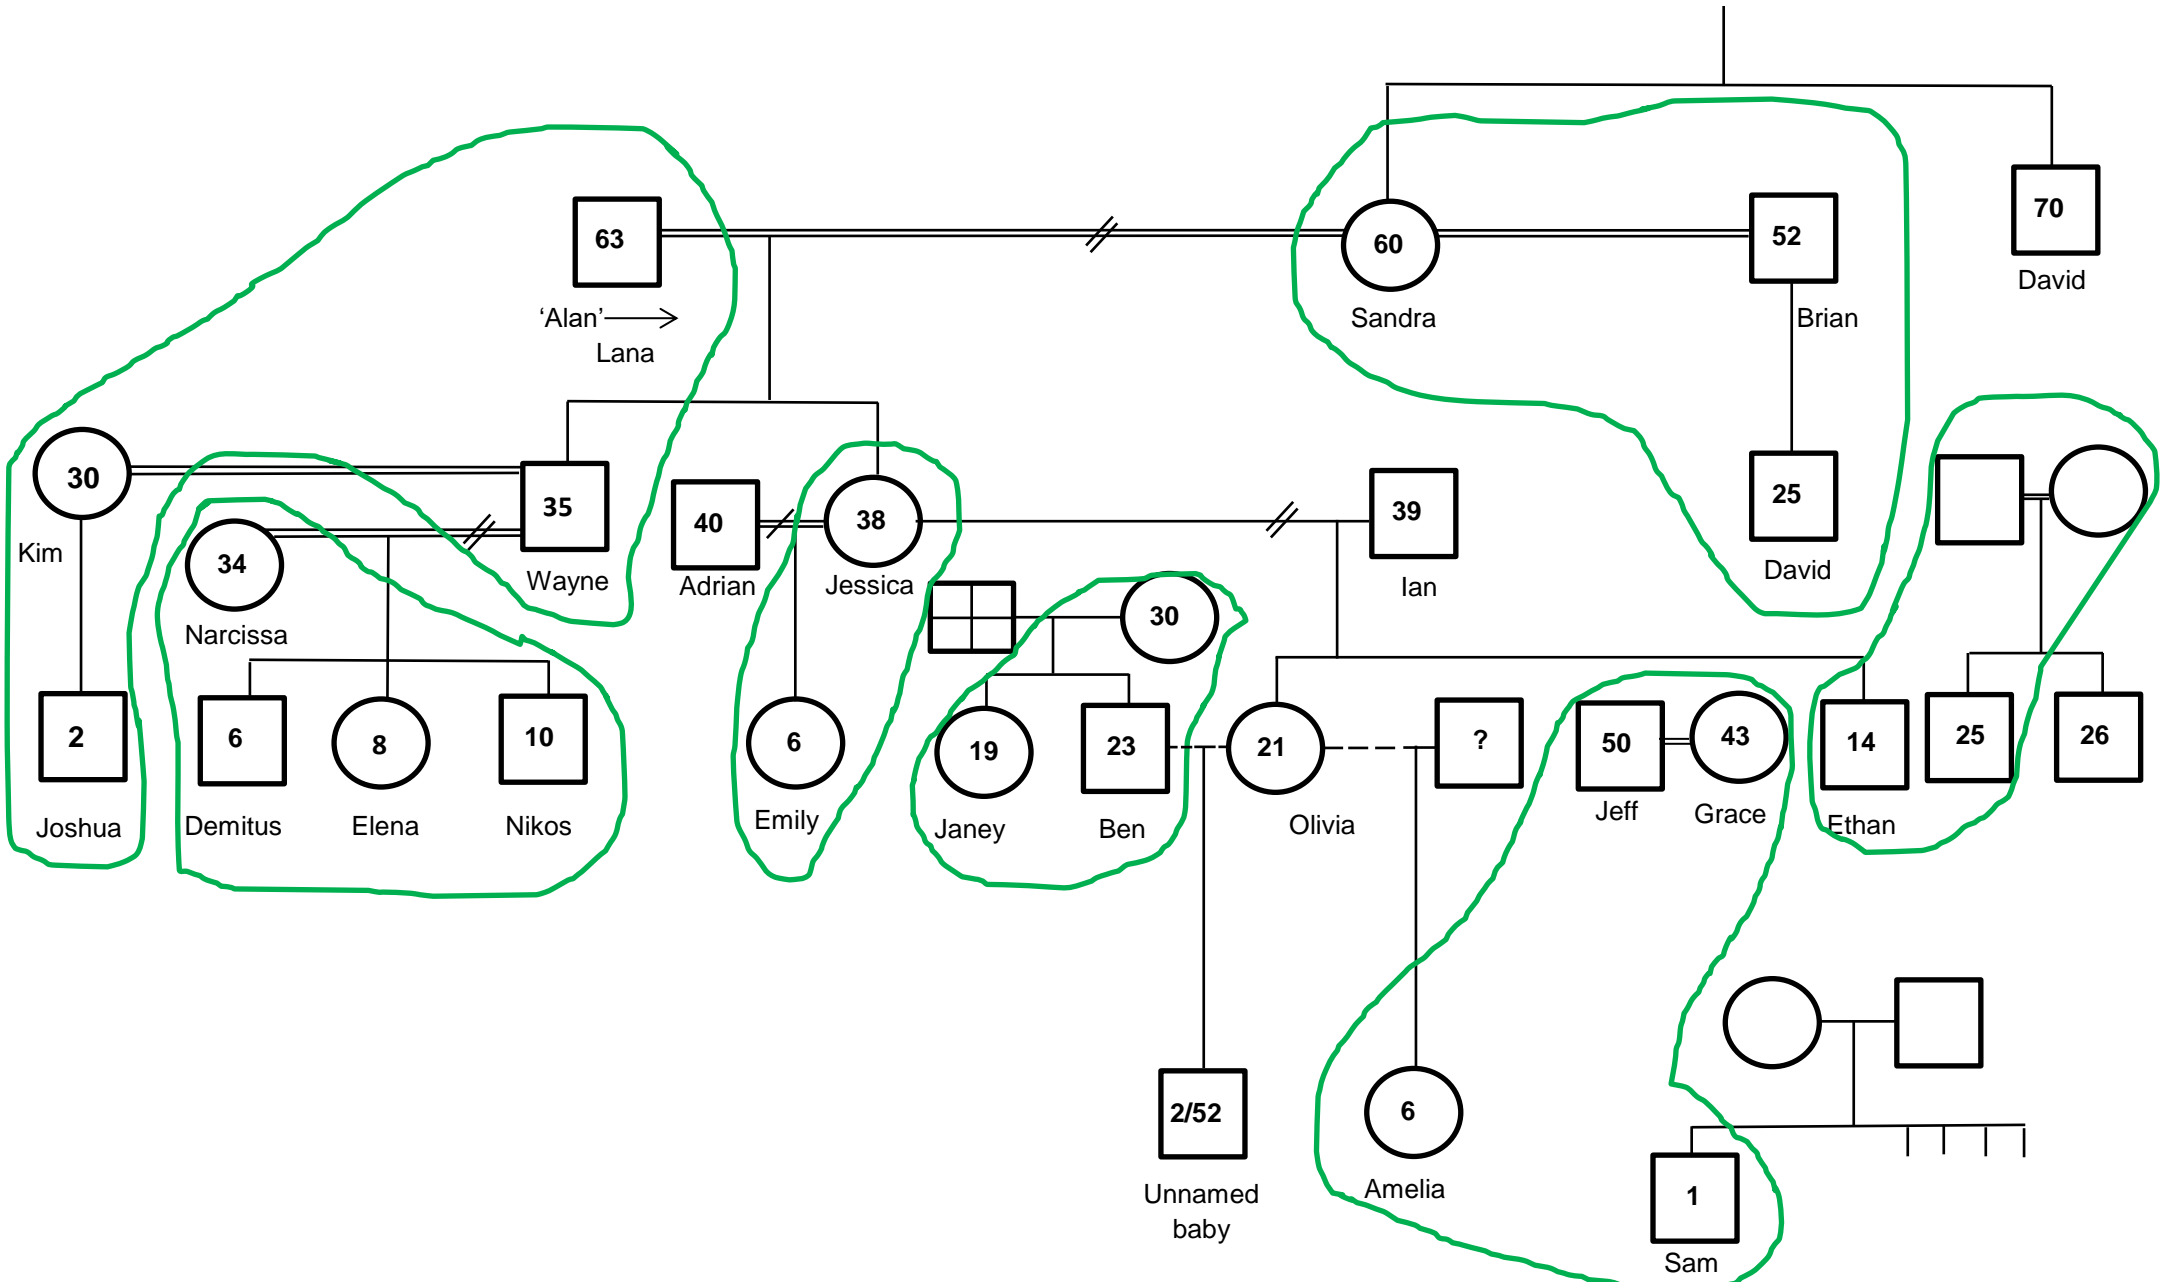 70
David
63
60
52
'Alan'
Lana
Sandra
Brian
30
Kim
35
Wayne
40
Adrian
38
Jessica
39
Ian
25
David
34
Narcissa
30
2
Joshua
6
Demitus
8
Elena
10
Nikos
6
Emily
19
Janey
23
Ben
21
Olivia
?
50
Jeff
43
Grace
14
Ethan
25
26
2/52
Unnamed
baby
6
Amelia
1
Sam